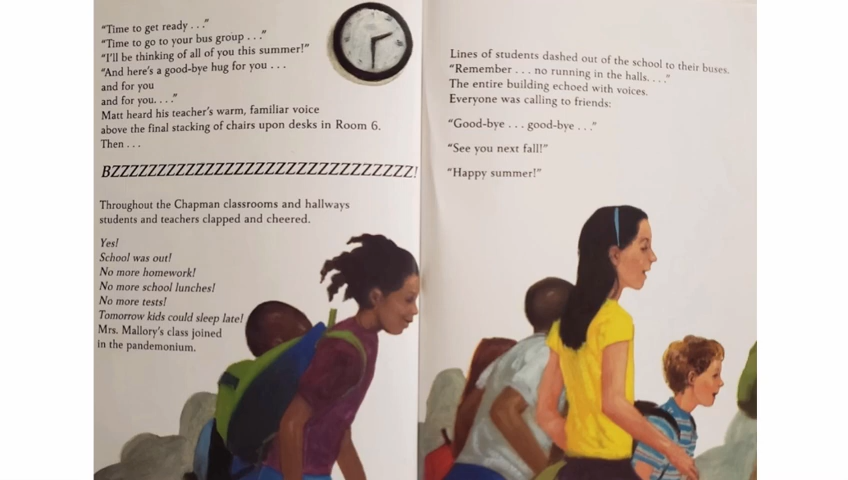 “Time to get ready . . .”
“Time to go to your bus group . . .”
“I’ll be thinking of all of you this summer!”
“And here’s a good-bye hug for you . . .
and for you
and for you. . . .”
Matt heard his teacher’s warm, familiar voice
above the final stacking of chairs upon desks in Room 6.
Then . . .
BZZZZZZZZZZZZZZZZZZZZZZZZZZZZZZZ!
Throughout the Chapman classrooms and hallways
students and teachers clapped and cheered.
Yes!
School was out!
No more homework!
No more school lunches!
No more tests!
Tomorrow kids could sleep late!
Mrs. Mallory’s class joined
in the pandemonium.
Lines of students dashed out of the school to their buses.
“Remember . . . no running in the halls. . . .”
The entire building echoed with voices.
Everyone was calling to friends:
“Good-bye . . . good-bye . . .”
“See you next fall!”
“Happy summer!”